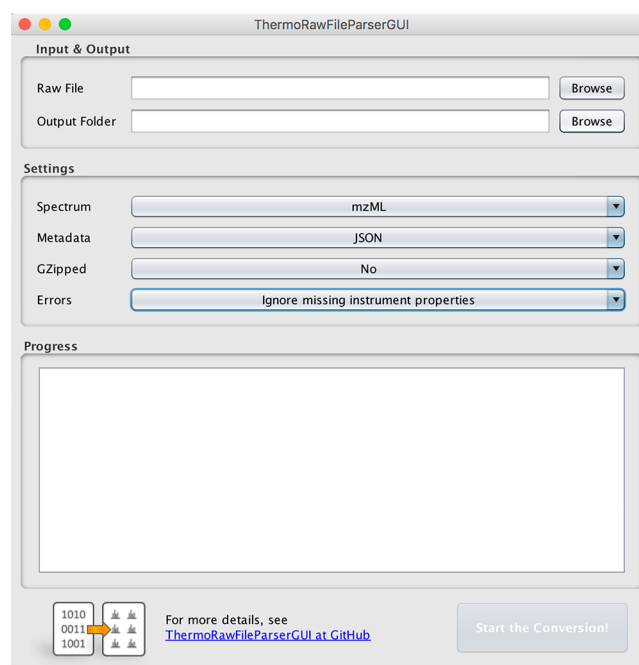 ThermoRawFileParserGUI
Input & Output
Raw File Browse
Output Folder Browse
Settings
Spectrum mzML
Metadata JSON
GZipped No
Errors Ignore missing instrument properties
Progress
1010
0011
1001
For more details, see
ThermoRawFileParserGUI at GitHub
Start the Conversion!